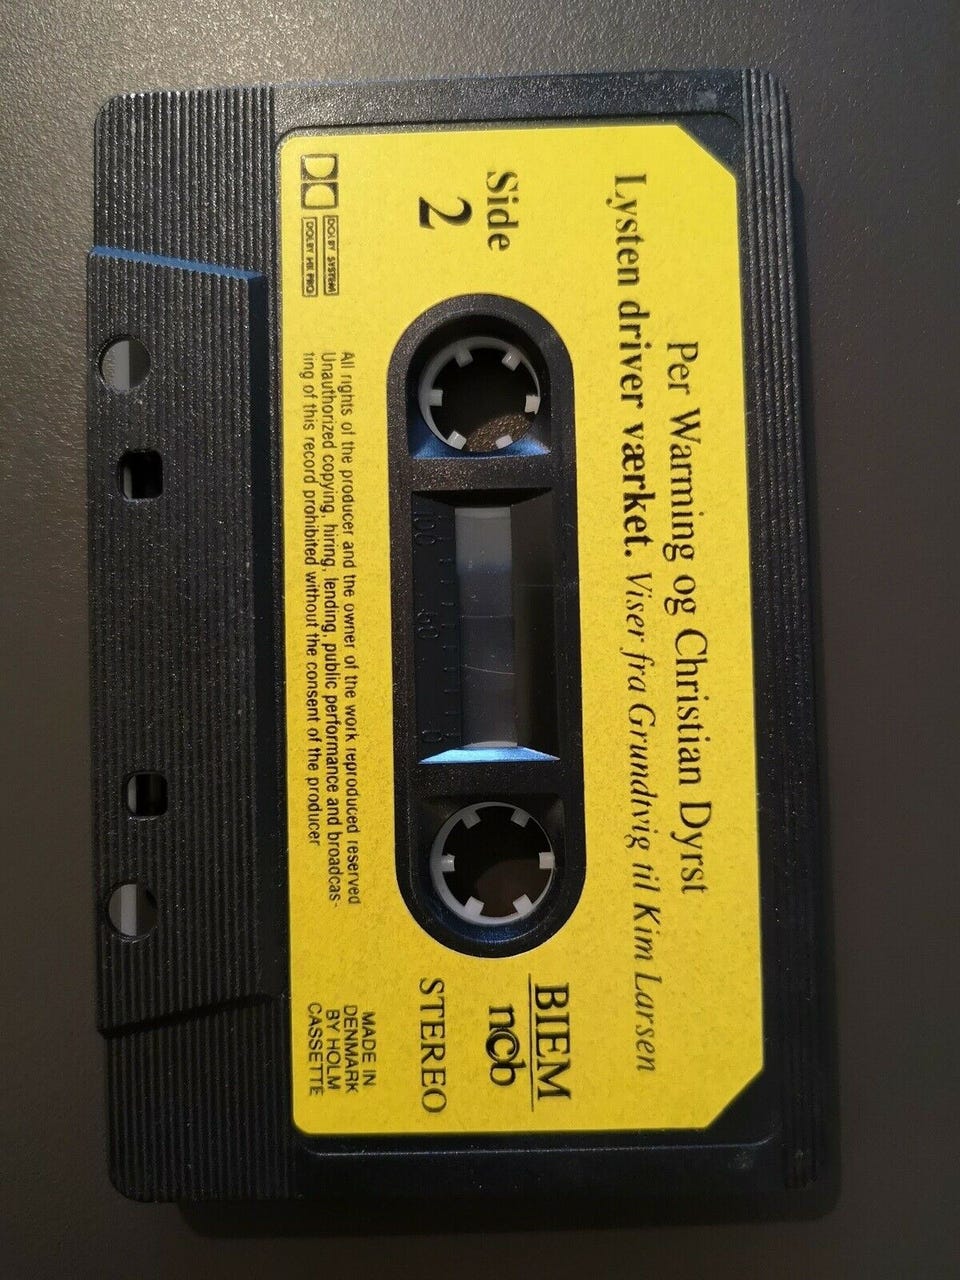 Per Warming og Christian Dyrst
Lysten driver værket. Viser fra Grundtvig til Kim Larsen
Side
2
BIEM
ncb
STEREO
DOLBY SYSTEM
DOLBY HX PRO
All rights of the producer and the owner of the work reproduced reserved
Unauthorized copying, hiring, lending, public performance and broadcas-
ting of this record prohibited without the consent of the producer
MADE IN
DENMARK
BY HOLM
CASSETTE
100 50 0